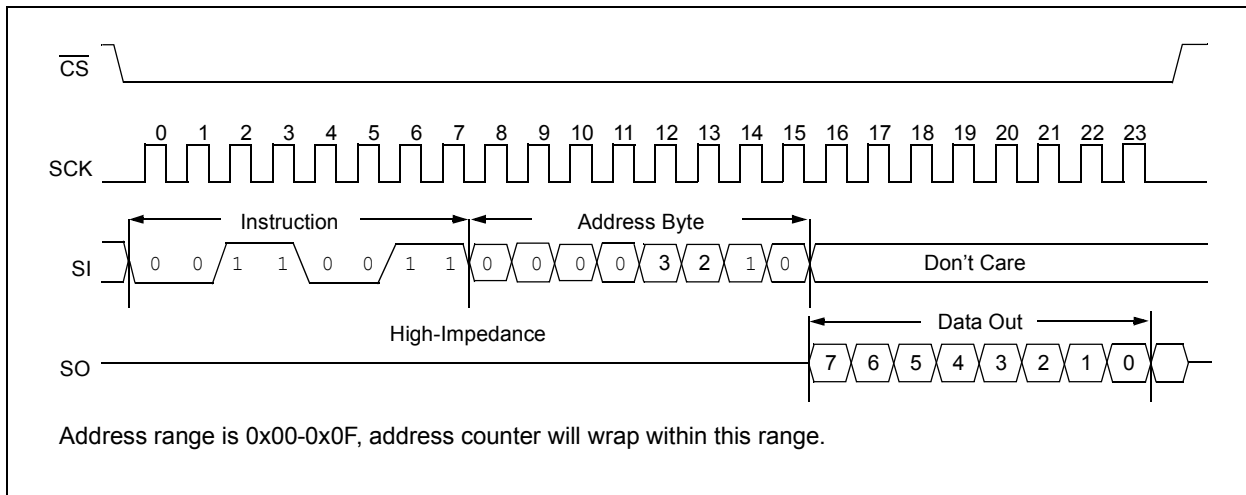 CS
0 1 2 3 4 5 6 7 8 9 10 11 12 13 14 15 16 17 18 19 20 21 22 23
SCK
Instruction Address Byte
SI 0 0 1 1 0 0 1 1 0 0 0 0 3 2 1 0 Don't Care
High-Impedance Data Out
SO 7 6 5 4 3 2 1 0
Address range is 0x00-0x0F, address counter will wrap within this range.